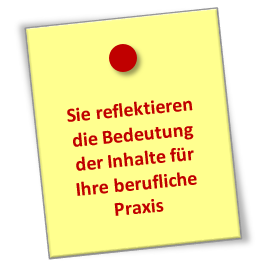 Sie reflektieren
die Bedeutung
der Inhalte für
Ihre berufliche
Praxis